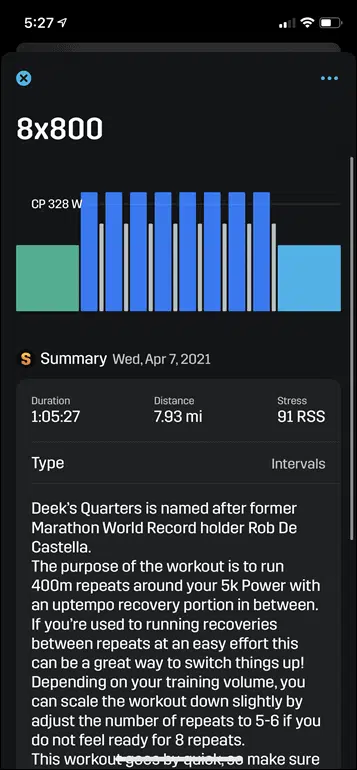 5:27
8x800
CP 328 W
S Summary Wed, Apr 7, 2021
Duration Distance Stress
1:05:27 7.93 mi 91 RSS
Type Intervals
Deek's Quarters is named after former
Marathon World Record holder Rob De
Castella.
The purpose of the workout is to run
400m repeats around your 5k Power with
an uptempo recovery portion in between.
If you're used to running recoveries
between repeats at an easy effort this
can be a great way to switch things up!
Depending on your training volume, you
can scale the workout down slightly by
adjust the number of repeats to 5-6 if you
do not feel ready for 8 repeats.
This workout goes by quick, so make sure